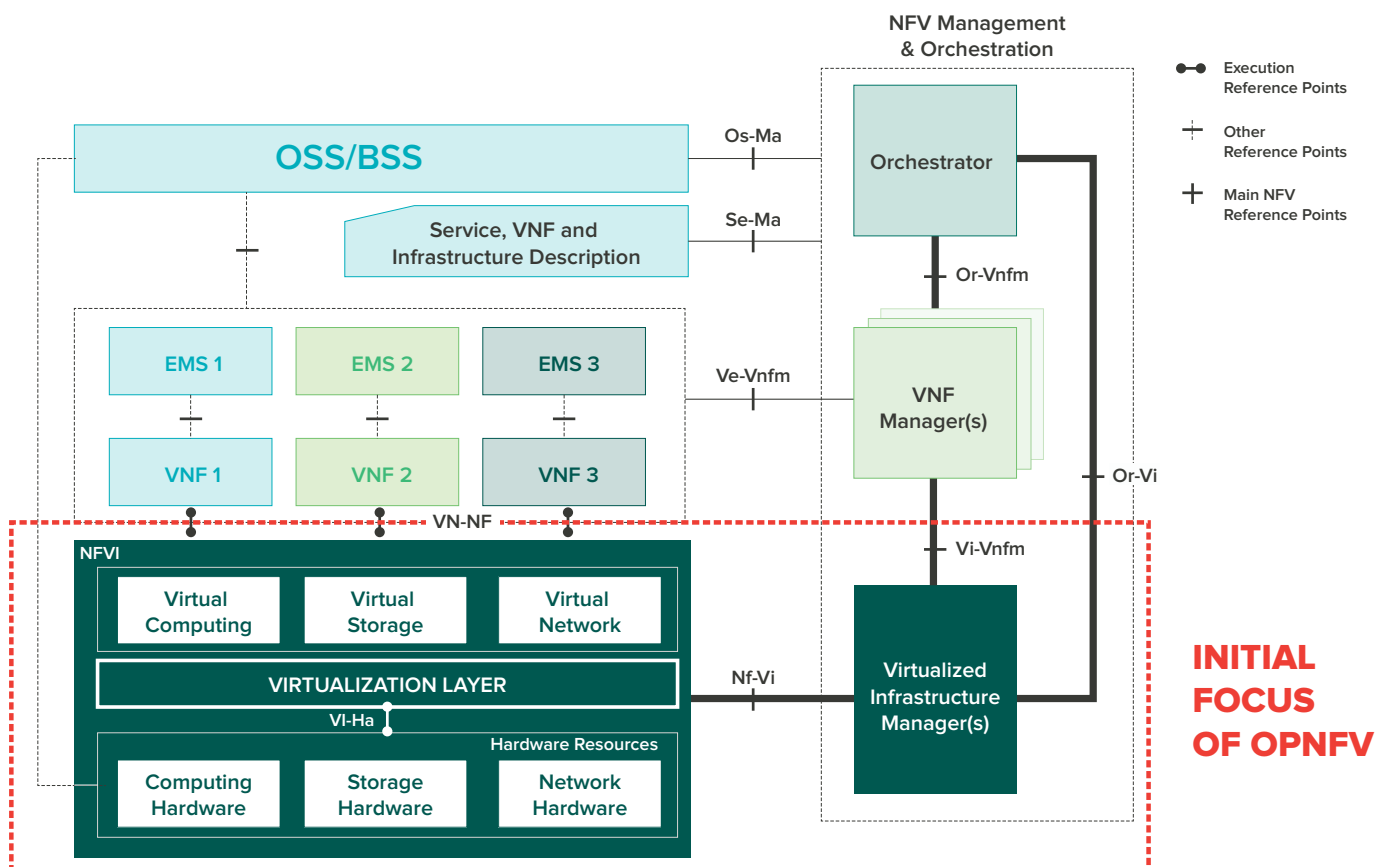 NFV Management
& Orchestration
Execution
Reference Points
Other
Reference Points
Main NFV
Reference Points
OSS/BSS
Os-Ma
Orchestrator
Service, VNF and
Infrastructure Description
Se-Ma
Or-Vnfm
EMS 1
EMS 2
EMS 3
Ve-Vnfm
VNF
Manager(s)
VNF 1
VNF 2
VNF 3
Or-Vi
VN-NF
NFVI
Vi-Vnfm
Virtual
Computing
Virtual
Storage
Virtual
Network
VIRTUALIZATION LAYER
Nf-Vi
Virtualized
Infrastructure
Manager(s)
VI-Ha
Hardware Resources
Computing
Hardware
Storage
Hardware
Network
Hardware
INITIAL
FOCUS
OF OPNFV